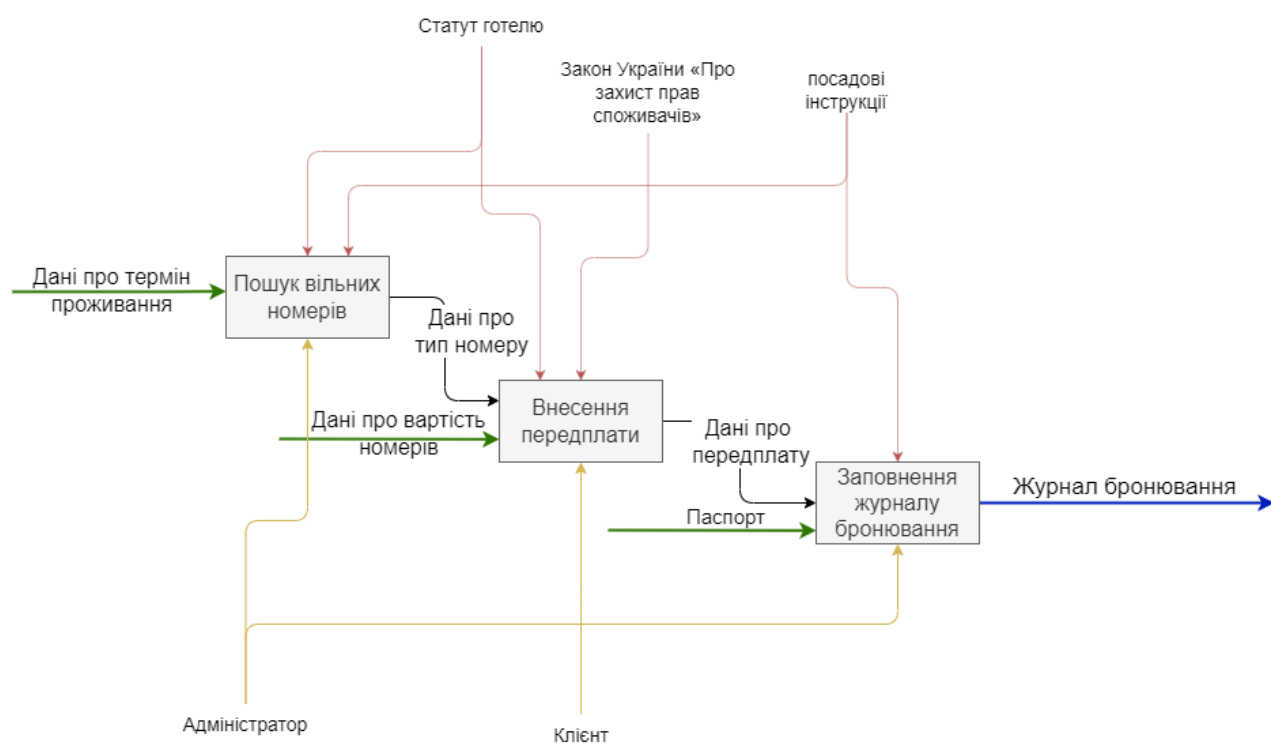 Статут готелю
Закон України «Про
захист прав
споживачів»
посадові
інструкції
Дані про термін
проживання
Пошук вільних
номерів
Дані про
тип номеру
Дані про вартість
номерів
Внесення
передплати
Дані про
передплату
Паспорт
Заповнення
журналу
бронювання
Журнал бронювання
Адміністратор
Клієнт